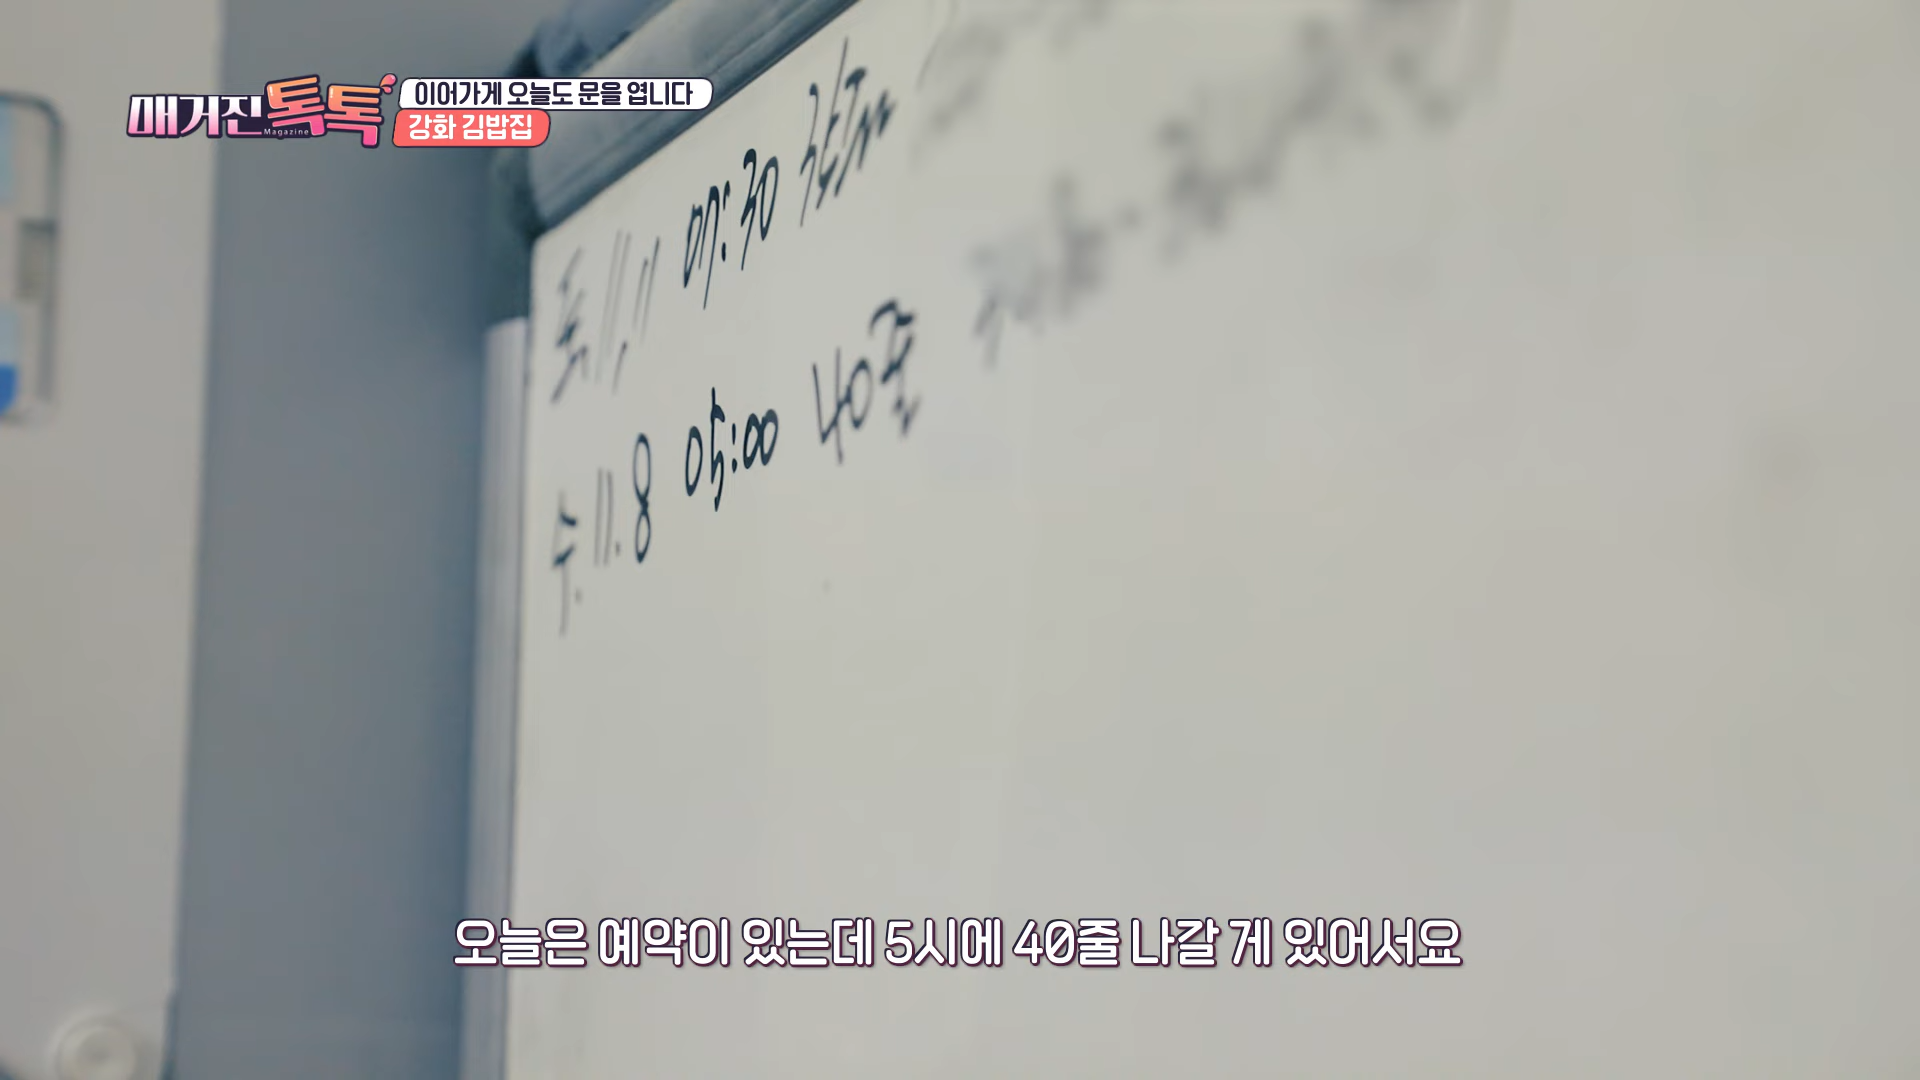 매거진 톡톡
Magazine
이어가게 오늘도 문을 엽니다
강화 김밥집
토 11.11 07:30
수. 11.8 05:00 40줄
오늘은 예약이 있는데 5시에 40줄 나갈 게 있어서요